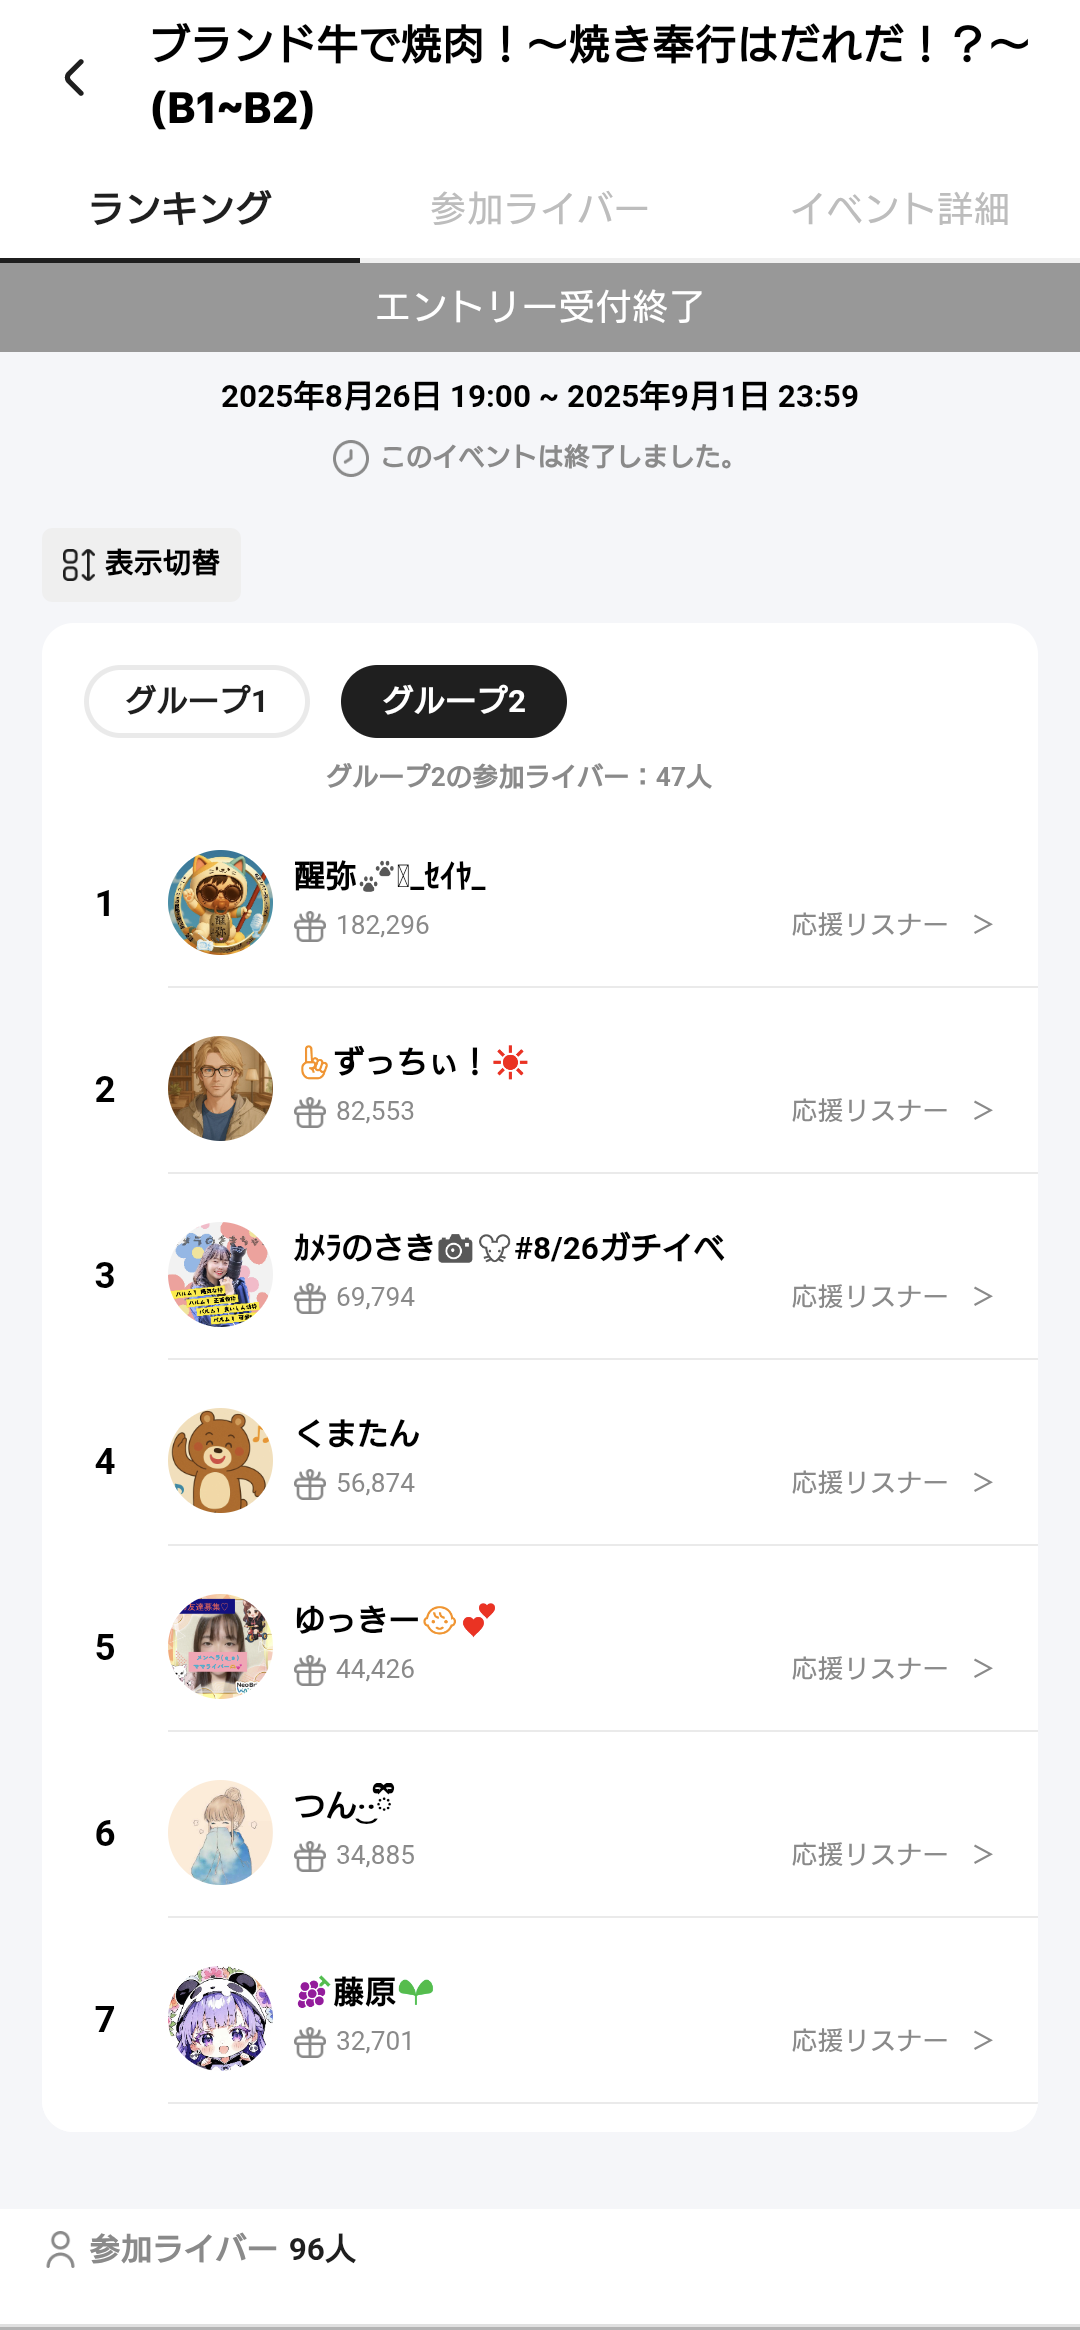 ブランド牛で焼肉！〜焼き奉行はだれだ！？〜
(B1~B2)
ランキング
参加ライバー
イベント詳細
エントリー受付終了
2025年8月26日 19:00 ~ 2025年9月1日 23:59
このイベントは終了しました。
表示切替
グループ1
グループ2
グループ2の参加ライバー：47人
1
醒弥🐾_ｾｲﾔ_
182,296
応援リスナー >
2
ずっちぃ！☀
82,553
応援リスナー >
3
ｶﾒﾗのさき📷🐭#8/26ガチイベ
69,794
応援リスナー >
4
くまたん
56,874
応援リスナー >
5
ゆっきー👶💕
44,426
応援リスナー >
6
つん
34,885
応援リスナー >
7
🍇藤原🌱
32,701
応援リスナー >
参加ライバー 96人